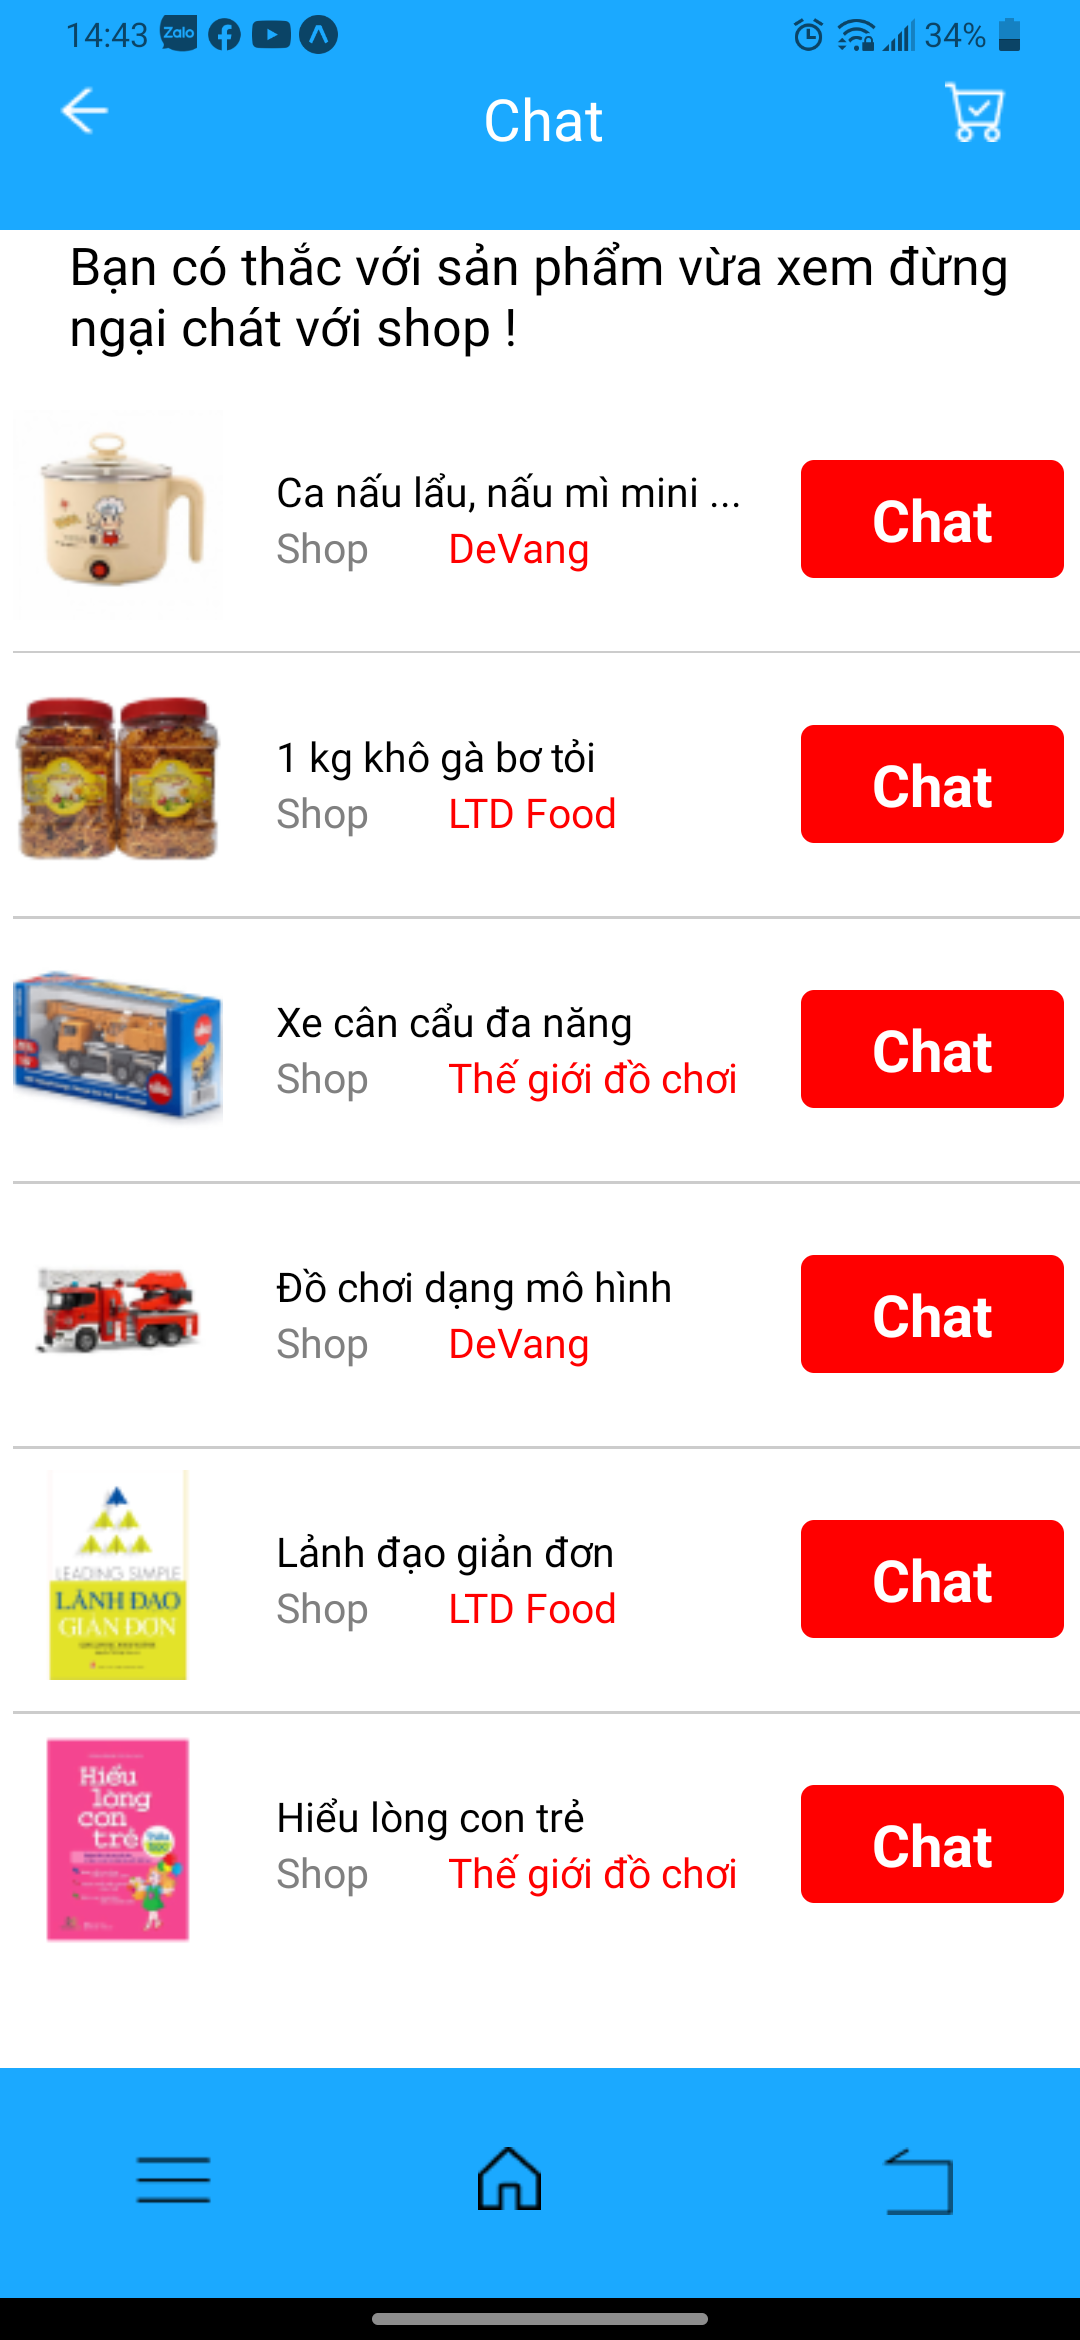 14:43 Zalo 34%
Chat
Bạn có thắc với sản phẩm vừa xem đừng
ngại chát với shop !
Ca nấu lẩu, nấu mì mini ...
Shop DeVang
Chat
1 kg khô gà bơ tỏi
Shop LTD Food
Chat
Xe cân cẩu đa năng
Shop Thế giới đồ chơi
Chat
Đồ chơi dạng mô hình
Shop DeVang
Chat
LEADING SIMPLE
LÃNH ĐẠO
GIẢN ĐƠN
Lảnh đạo giản đơn
Shop LTD Food
Chat
Hiểu
lòng
con
trẻ
Hiểu lòng con trẻ
Shop Thế giới đồ chơi
Chat